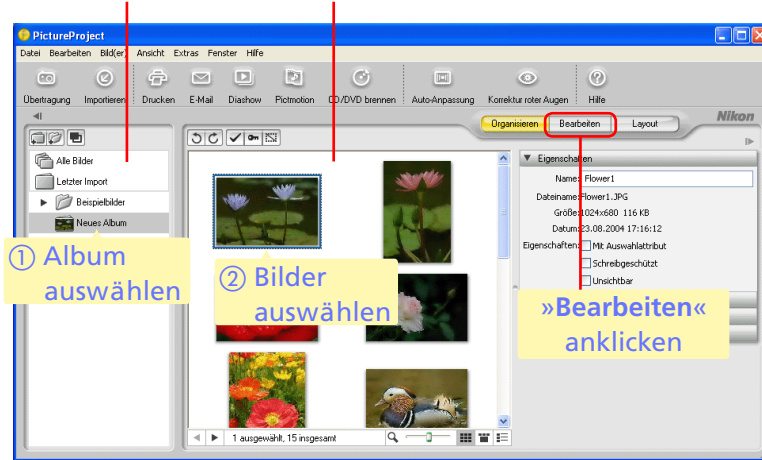 PictureProject
Datei Bearbeiten Bild(er) Ansicht Extras Fenster Hilfe
Übertragung Importieren Drucken E-Mail Diashow Pictmotion CD/DVD brennen Auto-Anpassung Korrektur roter Augen Hilfe
Organisieren Bearbeiten Layout Nikon
Alle Bilder
Letzter Import
Beispielbilder
Neues Album
① Album
auswählen
② Bilder
auswählen
Eigenschaften
Name: Flower1
Dateiname: Flower1.JPG
Größe: 1024x680 116 KB
Datum: 23.08.2004 17:16:12
Eigenschaften: Mit Auswahlattribut
Schreibgeschützt
Unsichtbar
»Bearbeiten«
anklicken
1 ausgewählt, 15 insgesamt